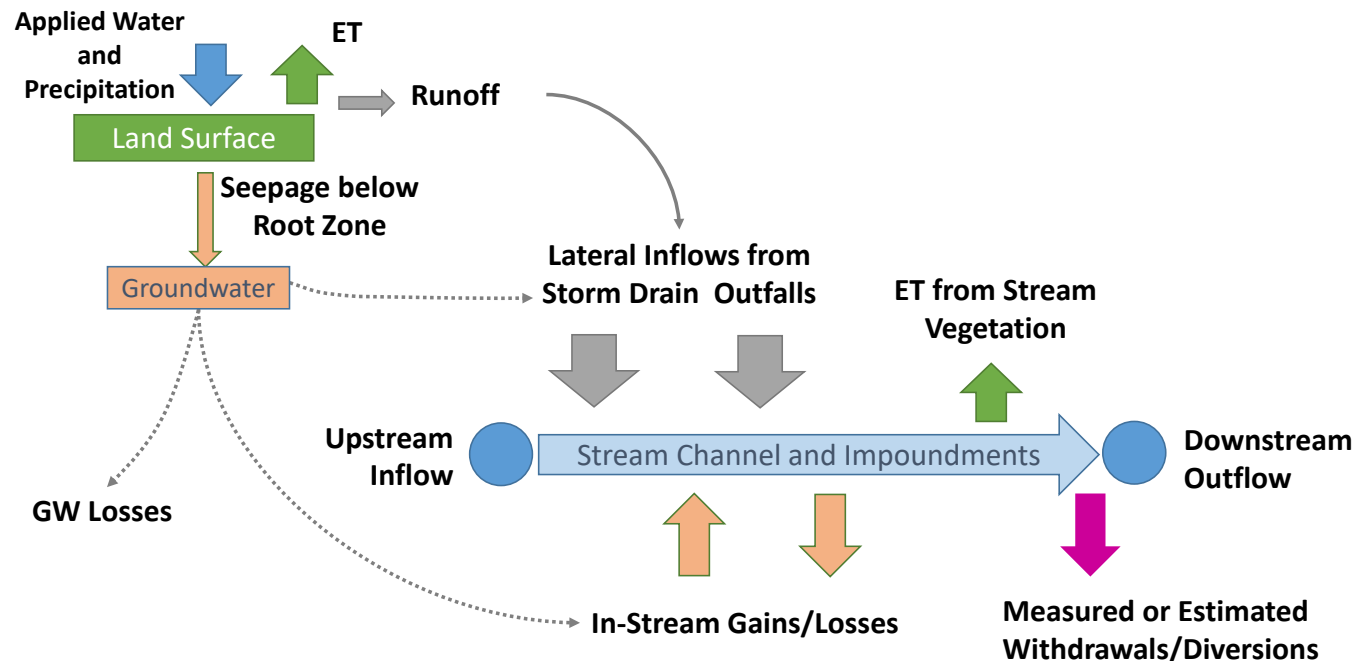 Applied Water
and
Precipitation
ET
Runoff
Land Surface
Seepage below
Root Zone
Groundwater
Lateral Inflows from
Storm Drain  Outfalls
ET from Stream
Vegetation
Upstream
Inflow
Stream Channel and Impoundments
Downstream
Outflow
GW Losses
In-Stream Gains/Losses
Measured or Estimated
Withdrawals/Diversions